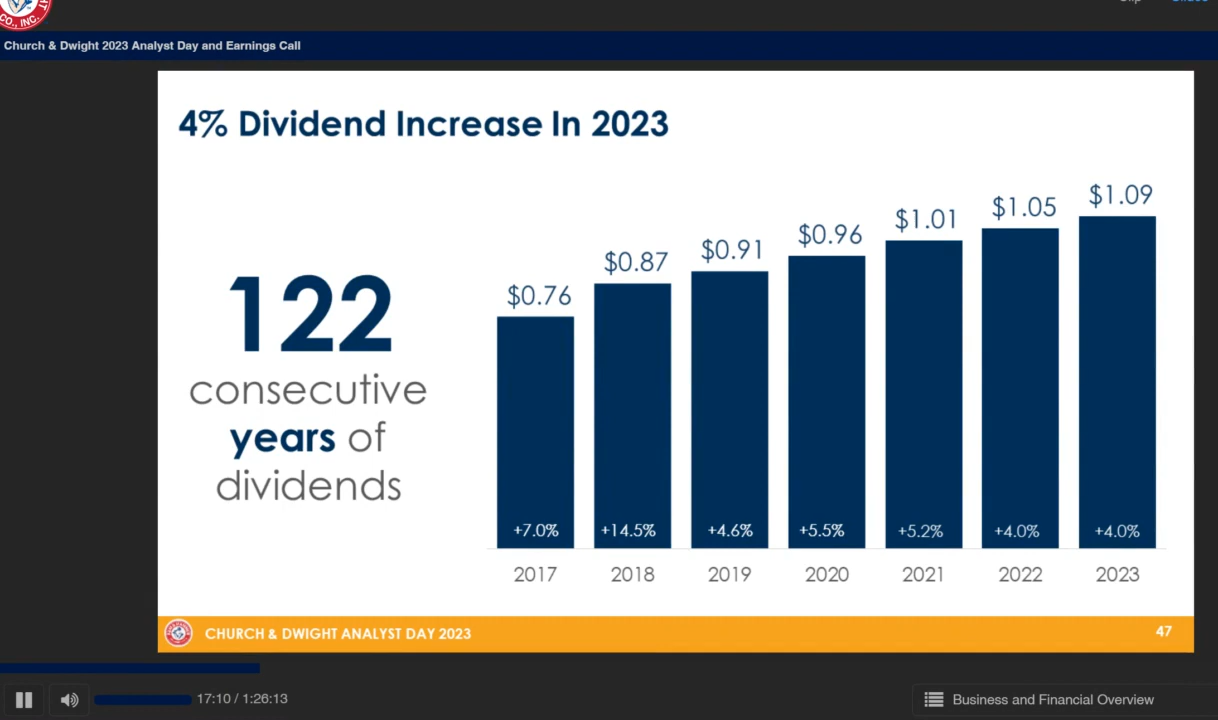 CO., INC.
Church & Dwight 2023 Analyst Day and Earnings Call
4% Dividend Increase In 2023
122
consecutive
years of
dividends
$0.76
$0.87
$0.91
$0.96
$1.01
$1.05
$1.09
+7.0%
+14.5%
+4.6%
+5.5%
+5.2%
+4.0%
+4.0%
2017
2018
2019
2020
2021
2022
2023
CHURCH & DWIGHT ANALYST DAY 2023
47
17:10 / 1:26:13
Business and Financial Overview